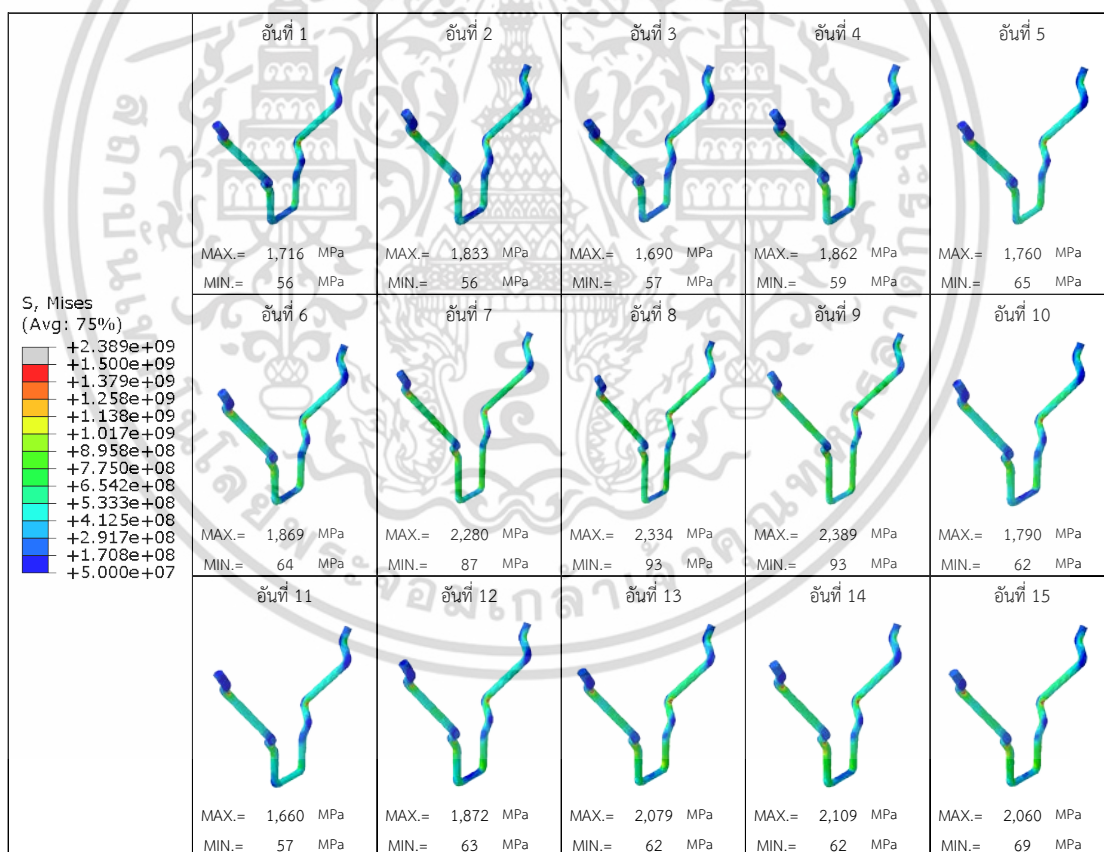 อันที่ 1 อันที่ 2 อันที่ 3 อันที่ 4 อันที่ 5
MAX.= 1,716 MPa MAX.= 1,833 MPa MAX.= 1,690 MPa MAX.= 1,862 MPa MAX.= 1,760 MPa
MIN.= 56 MPa MIN.= 56 MPa MIN.= 57 MPa MIN.= 59 MPa MIN.= 65 MPa
S, Mises
(Avg: 75%)
+2.389e+09
+1.500e+09
+1.379e+09
+1.258e+09
+1.138e+09
+1.017e+09
+8.958e+08
+7.750e+08
+6.542e+08
+5.333e+08
+4.125e+08
+2.917e+08
+1.708e+08
+5.000e+07
อันที่ 6 อันที่ 7 อันที่ 8 อันที่ 9 อันที่ 10
MAX.= 1,869 MPa MAX.= 2,280 MPa MAX.= 2,334 MPa MAX.= 2,389 MPa MAX.= 1,790 MPa
MIN.= 64 MPa MIN.= 87 MPa MIN.= 93 MPa MIN.= 93 MPa MIN.= 62 MPa
อันที่ 11 อันที่ 12 อันที่ 13 อันที่ 14 อันที่ 15
MAX.= 1,660 MPa MAX.= 1,872 MPa MAX.= 2,079 MPa MAX.= 2,109 MPa MAX.= 2,060 MPa
MIN.= 57 MPa MIN.= 63 MPa MIN.= 62 MPa MIN.= 62 MPa MIN.= 69 MPa